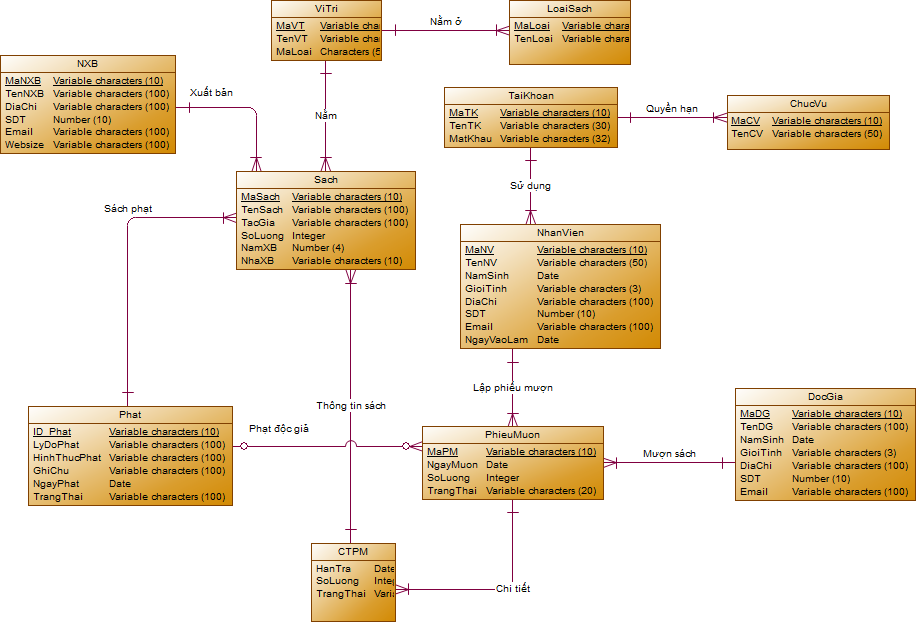 ViTri
MaVT Variable cha
TenVT Variable cha
MaLoai Characters (5
Nằm ở
LoaiSach
MaLoai Variable chara
TenLoai Variable chara
NXB
MaNXB Variable characters (10)
TenNXB Variable characters (100)
DiaChi Variable characters (100)
SDT Number (10)
Email Variable characters (100)
Websize Variable characters (100)
Xuất bản
Nằm
TaiKhoan
MaTK Variable characters (10)
TenTK Variable characters (30)
MatKhau Variable characters (32)
Quyền hạn
ChucVu
MaCV Variable characters (10)
TenCV Variable characters (50)
Sử dụng
Sach
MaSach Variable characters (10)
TenSach Variable characters (100)
TacGia Variable characters (100)
SoLuong Integer
NamXB Number (4)
NhaXB Variable characters (10)
Sách phạt
NhanVien
MaNV Variable characters (10)
TenNV Variable characters (50)
NamSinh Date
GioiTinh Variable characters (3)
DiaChi Variable characters (100)
SDT Number (10)
Email Variable characters (100)
NgayVaoLam Date
Lập phiếu mượn
Thông tin sách
Phat
ID_Phat Variable characters (10)
LyDoPhat Variable characters (100)
HinhThucPhat Variable characters (100)
GhiChu Variable characters (100)
NgayPhat Date
TrangThai Variable characters (100)
Phạt độc giả
PhieuMuon
MaPM Variable characters (10)
NgayMuon Date
SoLuong Integer
TrangThai Variable characters (20)
Mượn sách
DocGia
MaDG Variable characters (10)
TenDG Variable characters (100)
NamSinh Date
GioiTinh Variable characters (3)
DiaChi Variable characters (100)
SDT Number (10)
Email Variable characters (100)
CTPM
HanTra Date
SoLuong Inte
TrangThai Varia
Chi tiết